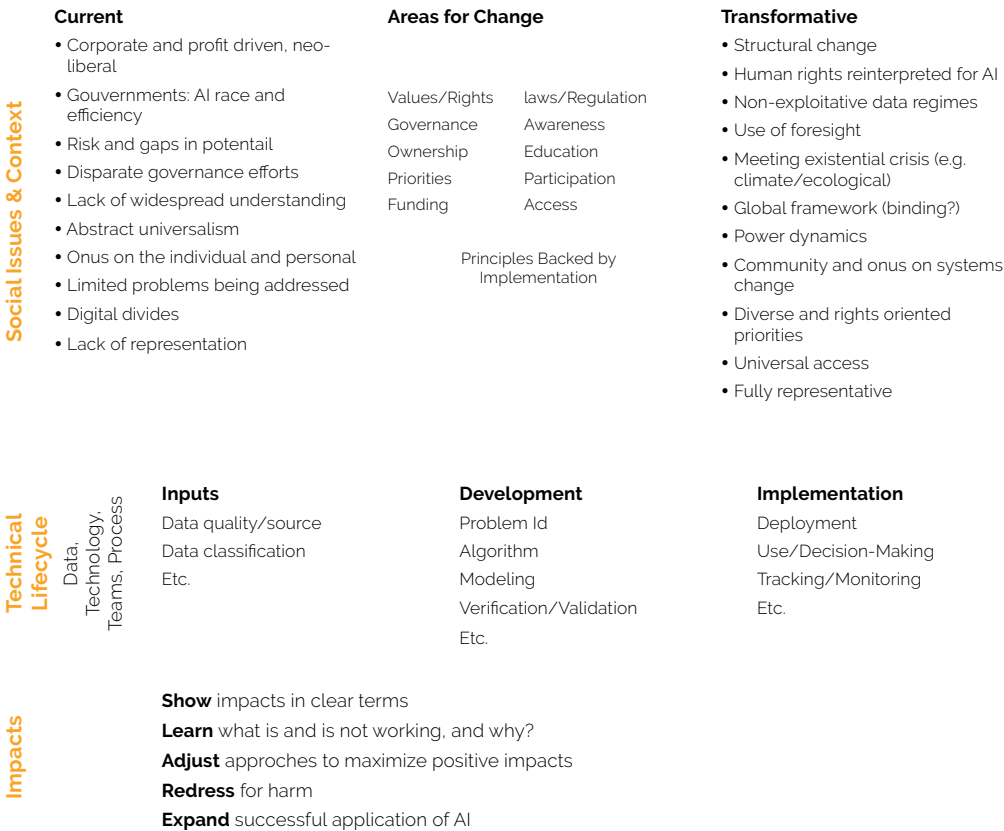 Social Issues & Context
Current
• Corporate and profit driven, neo-
liberal
• Gouvernments: AI race and
efficiency
• Risk and gaps in potentail
• Disparate governance efforts
• Lack of widespread understanding
• Abstract universalism
• Onus on the individual and personal
• Limited problems being addressed
• Digital divides
• Lack of representation
Areas for Change
Values/Rights
Governance
Ownership
Priorities
Funding
laws/Regulation
Awareness
Education
Participation
Access
Principles Backed by
Implementation
Transformative
• Structural change
• Human rights reinterpreted for AI
• Non-exploitative data regimes
• Use of foresight
• Meeting existential crisis (e.g.
climate/ecological)
• Global framework (binding?)
• Power dynamics
• Community and onus on systems
change
• Diverse and rights oriented
priorities
• Universal access
• Fully representative
Technical
Lifecycle
Data,
Technology,
Teams, Process
Inputs
Data quality/source
Data classification
Etc.
Development
Problem Id
Algorithm
Modeling
Verification/Validation
Etc.
Implementation
Deployment
Use/Decision-Making
Tracking/Monitoring
Etc.
Impacts
Show impacts in clear terms
Learn what is and is not working, and why?
Adjust approches to maximize positive impacts
Redress for harm
Expand successful application of AI